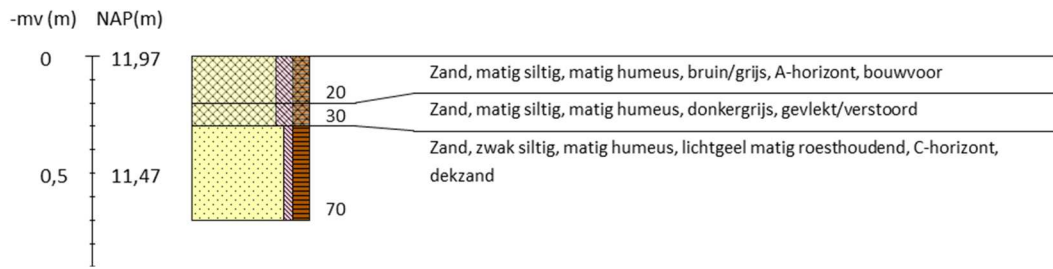 -mv (m) NAP(m)
0 11,97
Zand, matig siltig, matig humeus, bruin/grijs, A-horizont, bouwvoor
20
Zand, matig siltig, matig humeus, donkergrijs, gevlekt/verstoord
30
Zand, zwak siltig, matig humeus, lichtgeel matig roesthoudend, C-horizont,
dekzand
0,5 11,47
70